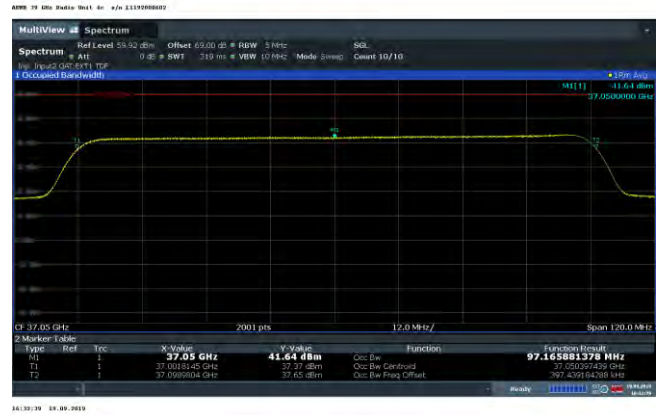 MultiView Spectrum
Spectrum
Ref Level 59.92 dBm Offset 69.00 dB RBW 5 MHz SGL
Att 0 dB SWT 319 ms VBW 10 MHz Mode Sweep Count 10/10
1 Occupied Bandwidth
1Rm Avg
M1[1] 41.64 dBm
37.0500000 GHz
M1
T1
T2
CF 37.05 GHz 2001 pts 12.0 MHz/ Span 120.0 MHz
2 Marker Table
Type Ref Trc X-Value Y-Value Function Function Result
M1 1 37.05 GHz 41.64 dBm Occ Bw 97.165881378 MHz
T1 1 37.0018145 GHz 37.37 dBm Occ Bw Centroid 37.050397439 GHz
T2 1 37.0989804 GHz 37.65 dBm Occ Bw Freq Offset 397.439184288 kHz
Ready
16:32:39 19.09.2019